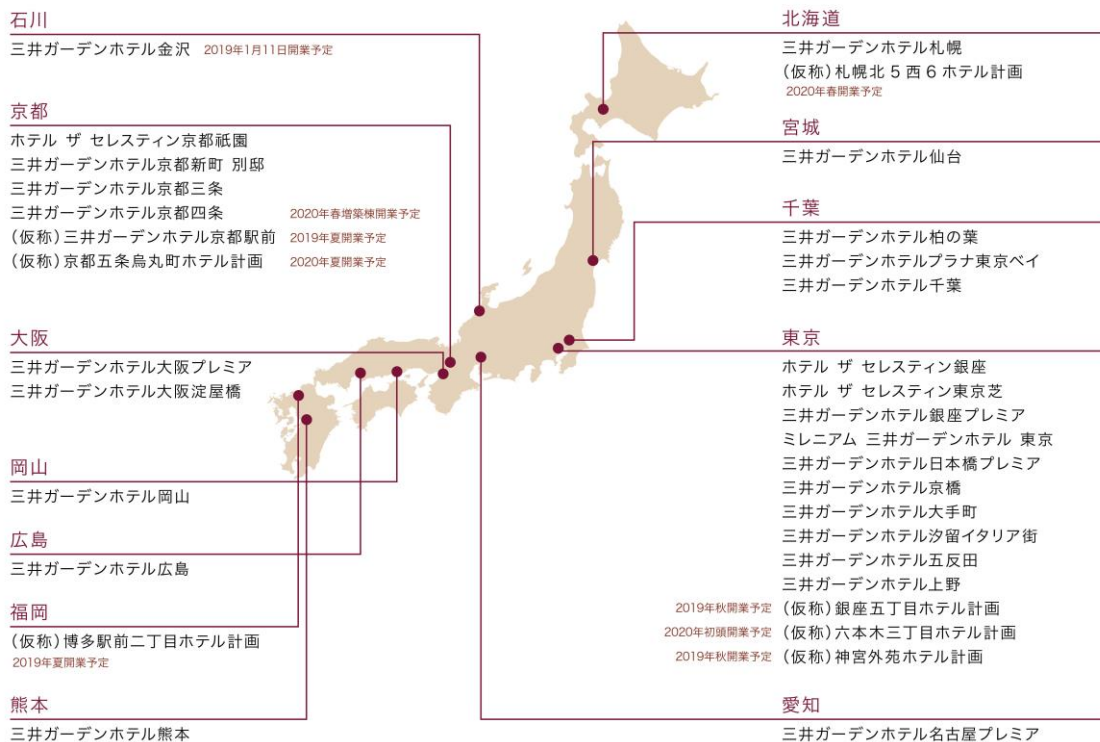 石川
三井ガーデンホテル金沢 2019年1月11日開業予定
京都
ホテル ザ セレスティン京都祇園
三井ガーデンホテル京都新町 別邸
三井ガーデンホテル京都三条
三井ガーデンホテル京都四条 2020年春増築棟開業予定
(仮称)三井ガーデンホテル京都駅前 2019年夏開業予定
(仮称)京都五条烏丸町ホテル計画 2020年夏開業予定
大阪
三井ガーデンホテル大阪プレミア
三井ガーデンホテル大阪淀屋橋
岡山
三井ガーデンホテル岡山
広島
三井ガーデンホテル広島
福岡
(仮称)博多駅前二丁目ホテル計画
2019年夏開業予定
熊本
三井ガーデンホテル熊本
北海道
三井ガーデンホテル札幌
(仮称)札幌北5西6ホテル計画
2020年春開業予定
宮城
三井ガーデンホテル仙台
千葉
三井ガーデンホテル柏の葉
三井ガーデンホテルプラナ東京ベイ
三井ガーデンホテル千葉
東京
ホテル ザ セレスティン銀座
ホテル ザ セレスティン東京芝
三井ガーデンホテル銀座プレミア
ミレニアム 三井ガーデンホテル 東京
三井ガーデンホテル日本橋プレミア
三井ガーデンホテル京橋
三井ガーデンホテル大手町
三井ガーデンホテル汐留イタリア街
三井ガーデンホテル五反田
三井ガーデンホテル上野
2019年秋開業予定 (仮称)銀座五丁目ホテル計画
2020年初頭開業予定 (仮称)六本木三丁目ホテル計画
2019年秋開業予定 (仮称)神宮外苑ホテル計画
愛知
三井ガーデンホテル名古屋プレミア